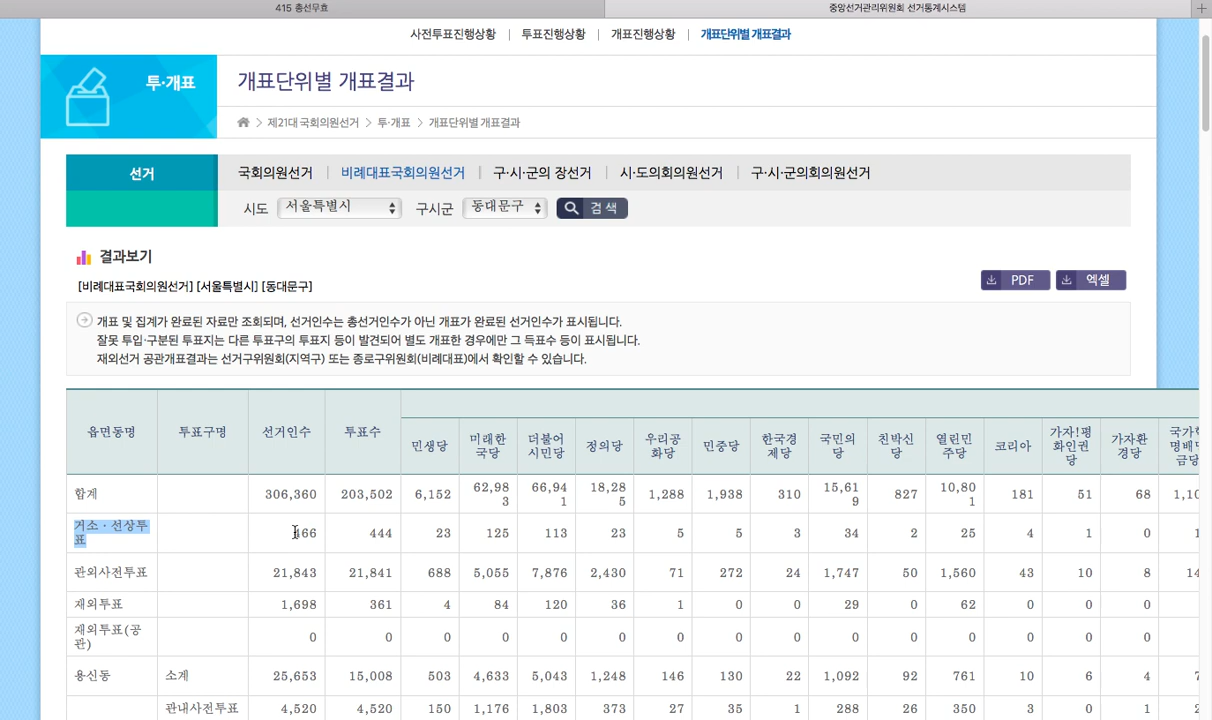 415 총선무효
중앙선거관리위원회 선거통계시스템
사전투표진행상황 | 투표진행상황 | 개표진행상황 | 개표단위별 개표결과
투·개표
개표단위별 개표결과
> 제21대 국회의원선거 > 투·개표 > 개표단위별 개표결과
선거
국회의원선거 | 비례대표국회의원선거 | 구·시·군의 장선거 | 시·도의회의원선거 | 구·시·군의회의원선거
시도 서울특별시 구시군 동대문구 검색
결과보기
[비례대표국회의원선거] [서울특별시] [동대문구]
PDF 엑셀
개표 및 집계가 완료된 자료만 조회되며, 선거인수는 총선거인수가 아닌 개표가 완료된 선거인수가 표시됩니다.
잘못 투입·구분된 투표지는 다른 투표구의 투표지 등이 발견되어 별도 개표한 경우에만 그 득표수 등이 표시됩니다.
재외선거 공관개표결과는 선거구위원회(지역구) 또는 종로구위원회(비례대표)에서 확인할 수 있습니다.
읍면동명 투표구명 선거인수 투표수 민생당 미래한국당 더불어시민당 정의당 우리공화당 민중당 한국경제당 국민의당 친박신당 열린민주당 코리아 가자!평화인권당 가자환경당
합계 306,360 203,502 6,152 62,983 66,941 18,285 1,288 1,938 310 15,619 827 10,801 181 51 68
거소·선상투표 466 444 23 125 113 23 5 5 3 34 2 25 4 1 0
관외사전투표 21,843 21,841 688 5,055 7,876 2,430 71 272 24 1,747 50 1,560 43 10 8
재외투표 1,698 361 4 84 120 36 1 0 0 29 0 62 0 0 0
재외투표(공관) 0 0 0 0 0 0 0 0 0 0 0 0 0 0 0
용신동 소계 25,653 15,008 503 4,633 5,043 1,248 146 130 22 1,092 92 761 10 6 4
관내사전투표 4,520 4,520 150 1,176 1,803 373 27 35 1 288 26 350 3 0 1